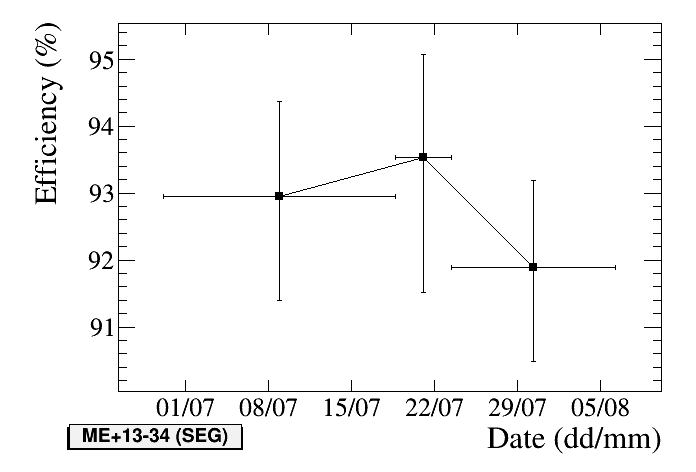 Efficiency (%)
95
94
93
92
91
01/07 08/07 15/07 22/07 29/07 05/08
ME+13-34 (SEG)
Date (dd/mm)